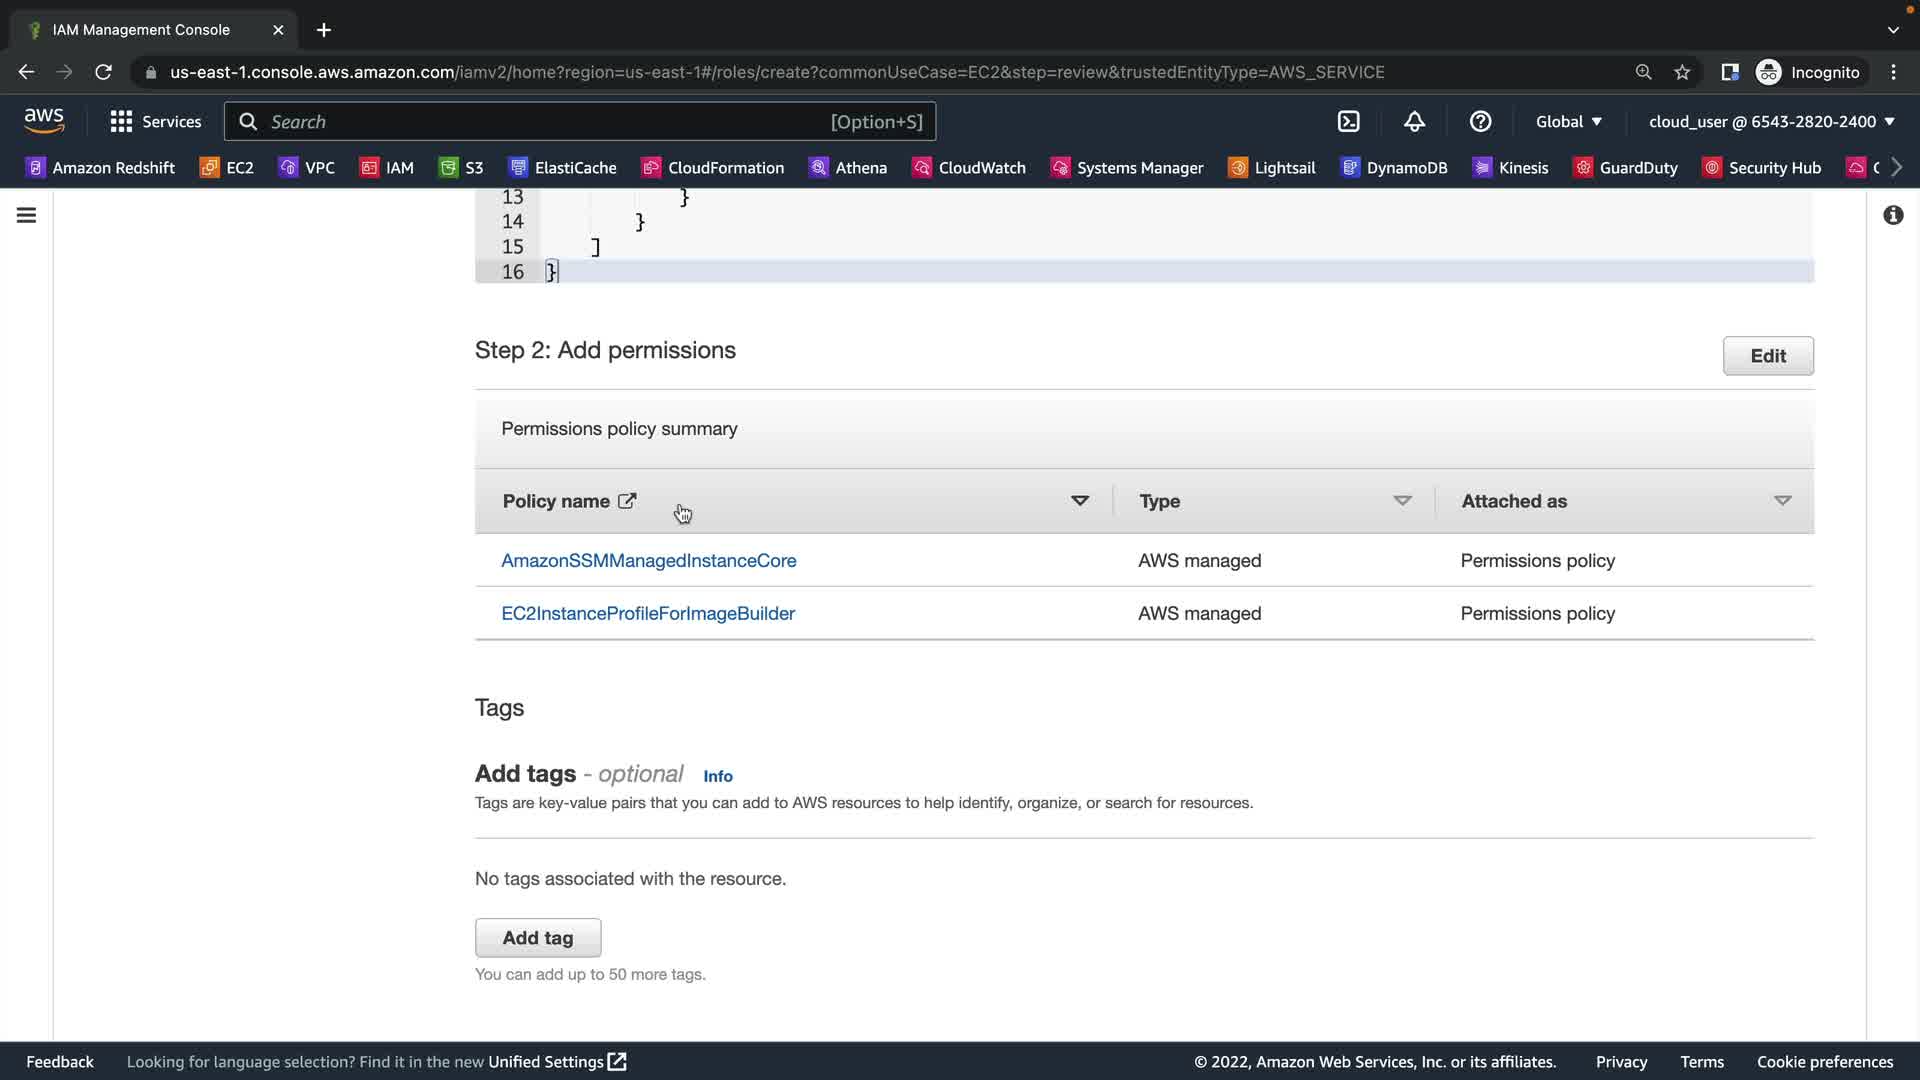 IAM Management Console
us-east-1.console.aws.amazon.com/iamv2/home?region=us-east-1#/roles/create?commonUseCase=EC2&step=review&trustedEntityType=AWS_SERVICE
Incognito
aws
Services
Search
[Option+S]
Global
cloud_user @ 6543-2820-2400
Amazon Redshift
EC2
VPC
IAM
S3
ElastiCache
CloudFormation
Athena
CloudWatch
Systems Manager
Lightsail
DynamoDB
Kinesis
GuardDuty
Security Hub
C
13 }
14 }
15 ]
16 }
Step 2: Add permissions
Edit
Permissions policy summary
Policy name
Type
Attached as
AmazonSSMManagedInstanceCore
AWS managed
Permissions policy
EC2InstanceProfileForImageBuilder
AWS managed
Permissions policy
Tags
Add tags - optional Info
Tags are key-value pairs that you can add to AWS resources to help identify, organize, or search for resources.
No tags associated with the resource.
Add tag
You can add up to 50 more tags.
Feedback
Looking for language selection? Find it in the new Unified Settings
© 2022, Amazon Web Services, Inc. or its affiliates.
Privacy
Terms
Cookie preferences